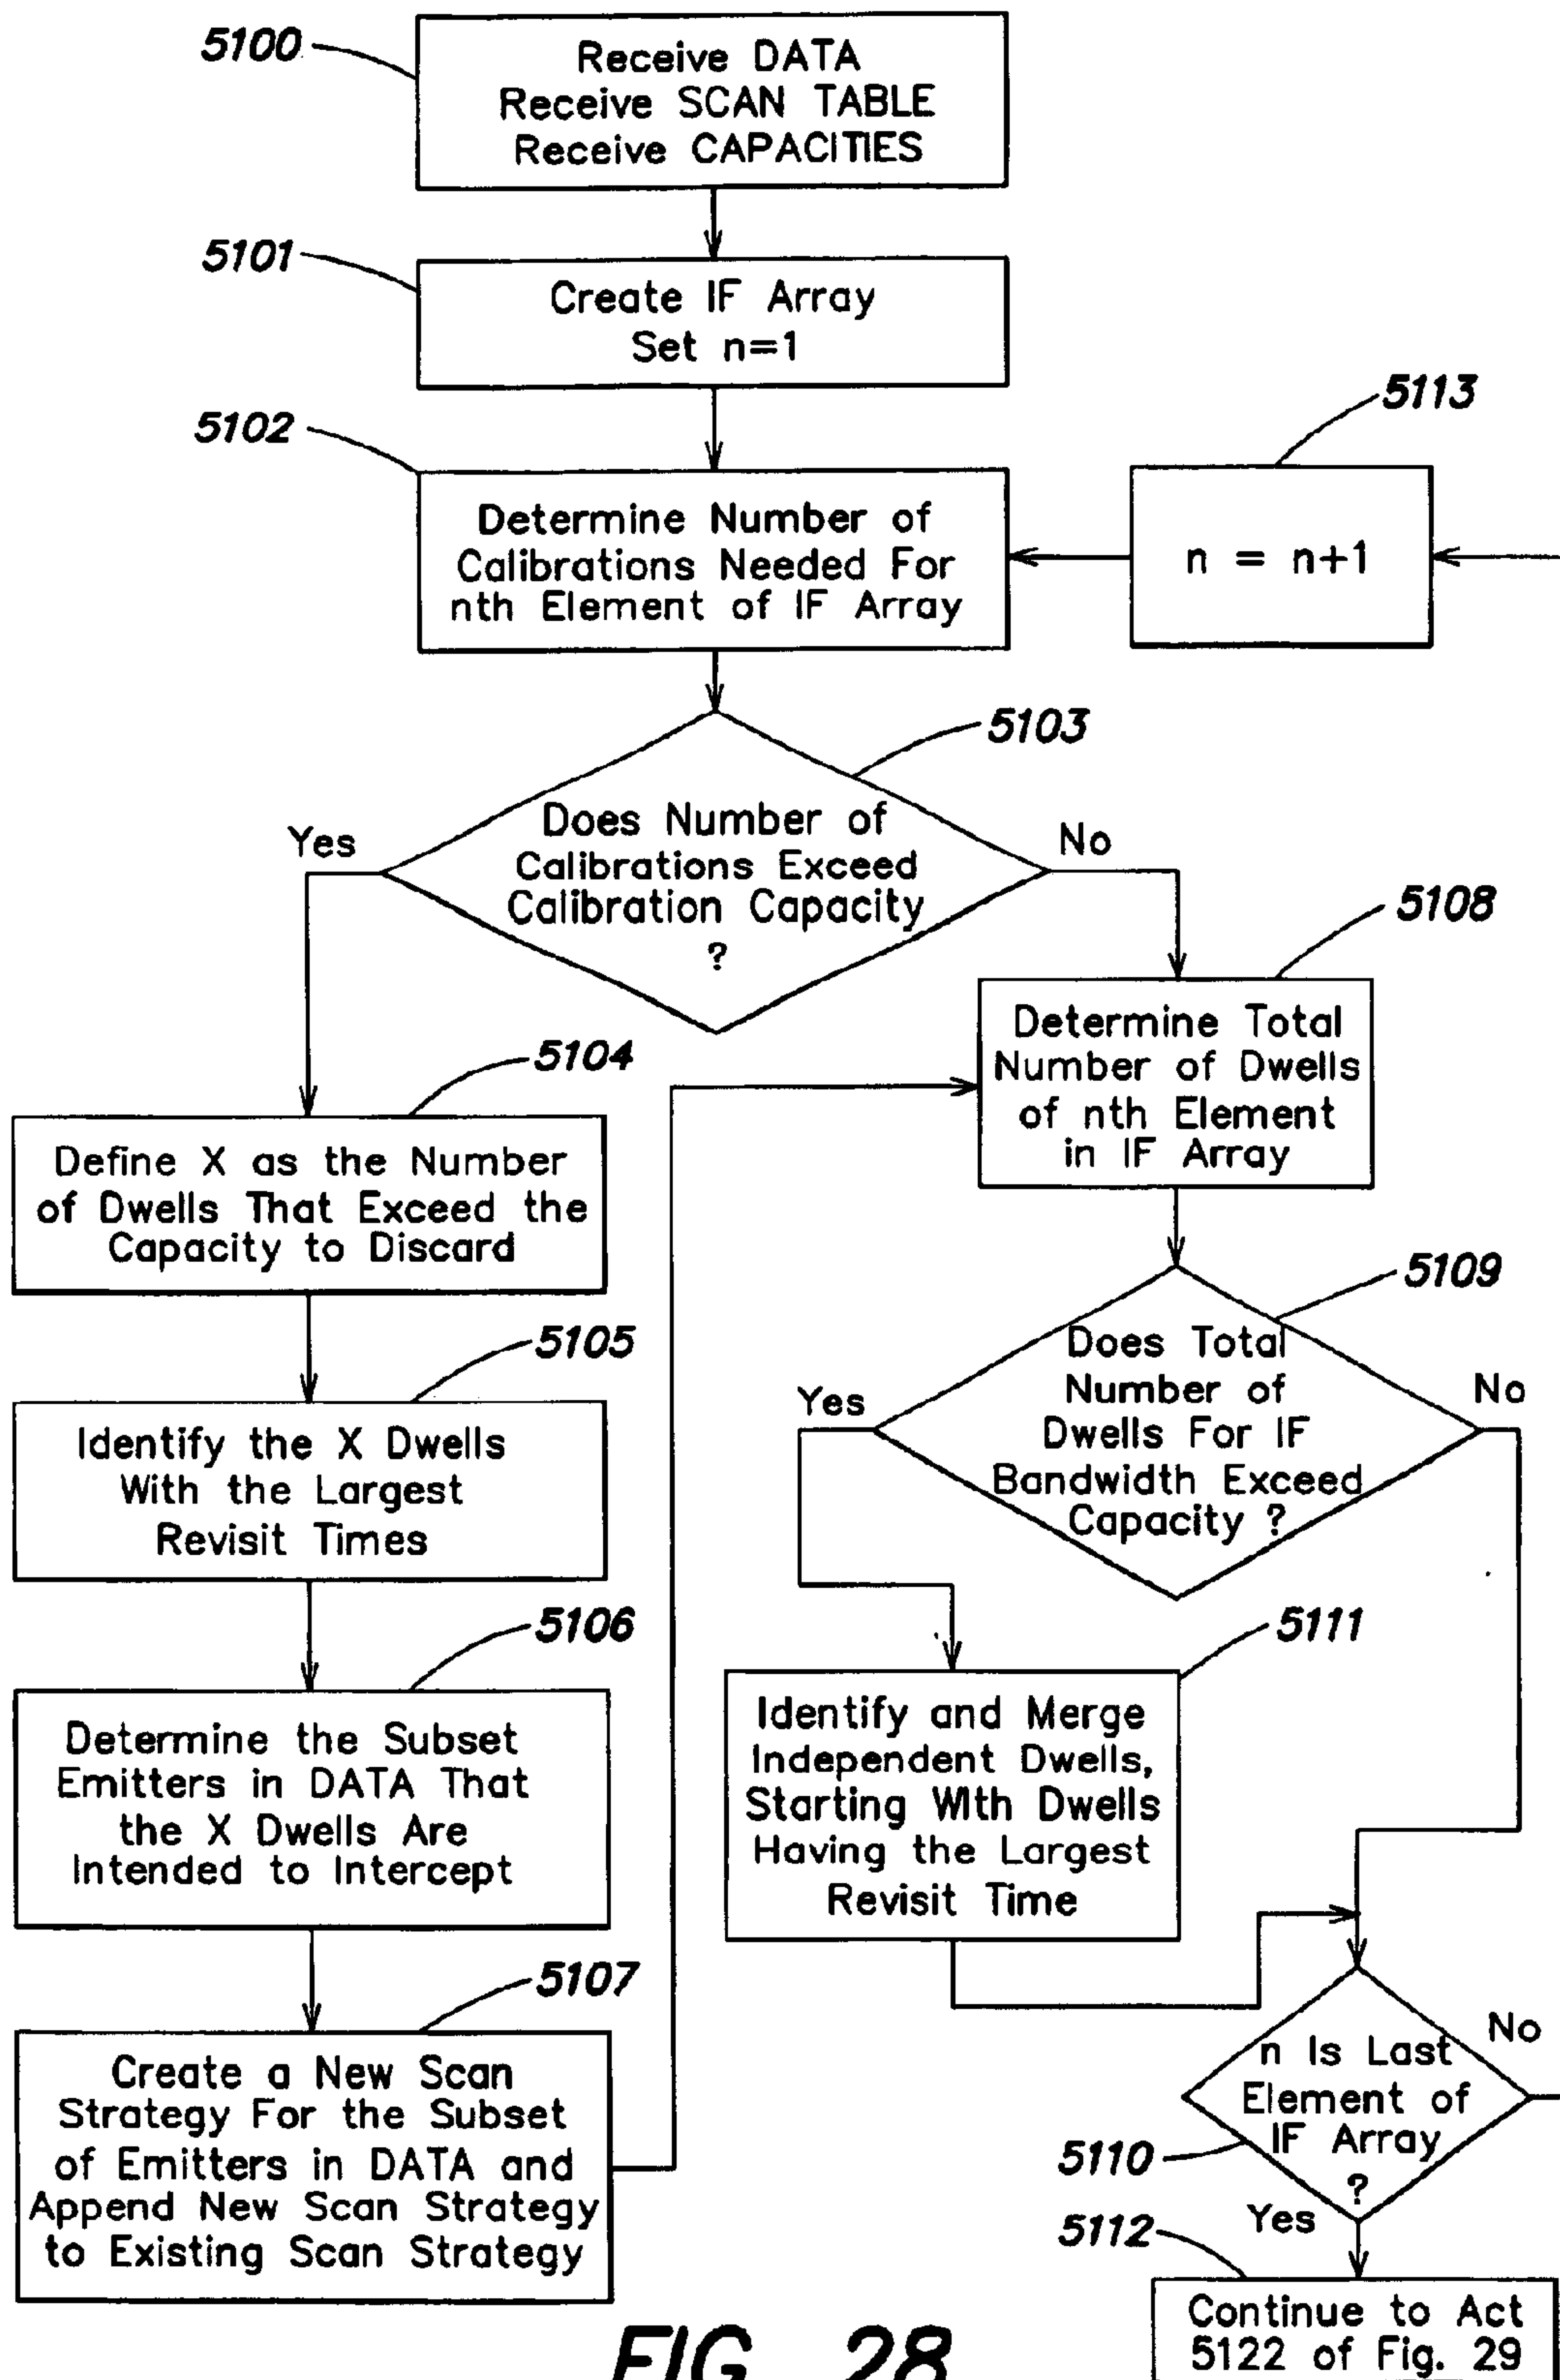 5100
Receive DATA
Receive SCAN TABLE
Receive CAPACITIES
5101
Create IF Array
Set n=1
5102
Determine Number of
Calibrations Needed For
nth Element of IF Array
5113
n = n+1
5103
Does Number of
Calibrations Exceed
Calibration Capacity
?
Yes
No
5104
Define X as the Number
of Dwells That Exceed the
Capacity to Discard
5105
Identify the X Dwells
With the Largest
Revisit Times
5106
Determine the Subset
Emitters in DATA That
the X Dwells Are
Intended to Intercept
5107
Create a New Scan
Strategy For the Subset
of Emitters in DATA and
Append New Scan Strategy
to Existing Scan Strategy
5108
Determine Total
Number of Dwells
of nth Element
in IF Array
5109
Does Total
Number of
Dwells For IF
Bandwidth Exceed
Capacity ?
Yes
No
5111
Identify and Merge
Independent Dwells,
Starting With Dwells
Having the Largest
Revisit Time
n Is Last
Element of
IF Array
?
No
5110
Yes
5112
Continue to Act
5122 of Fig. 29
FIG. 28